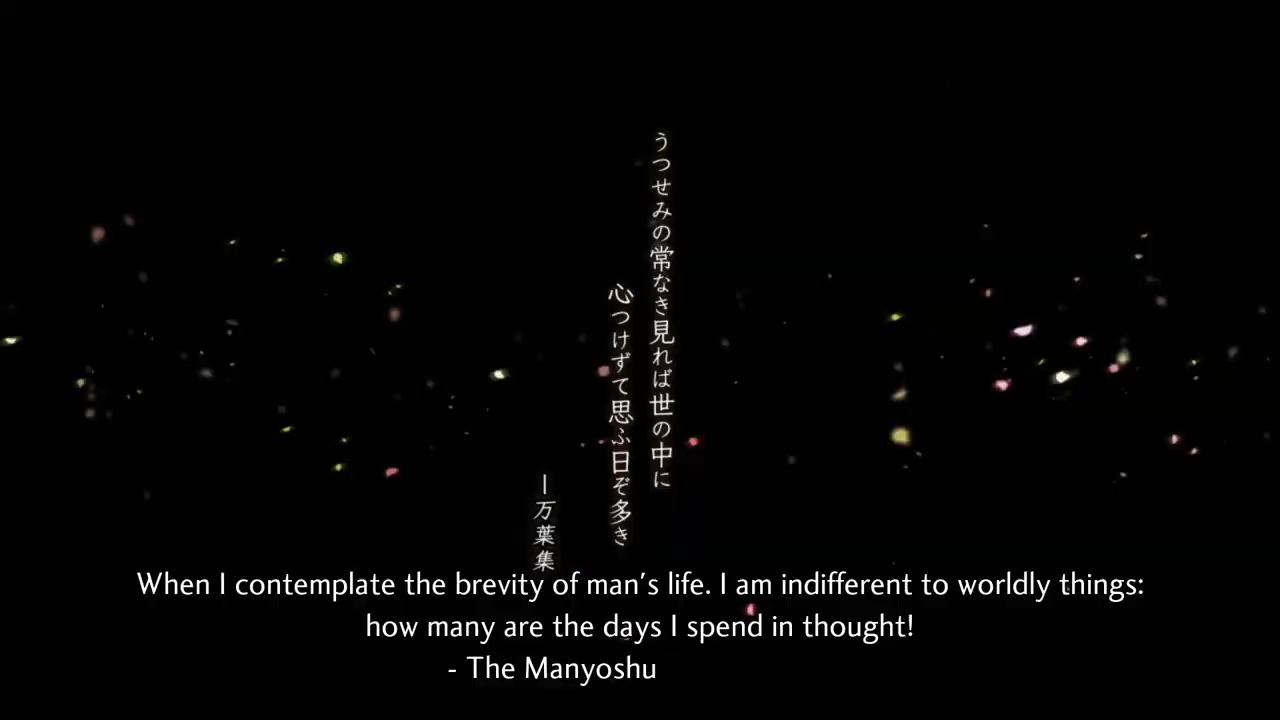 うつせみの常なき見れば世の中に
心つけずて思ふ日ぞ多き
ー万葉集
When I contemplate the brevity of man's life. I am indifferent to worldly things:
how many are the days I spend in thought!
- The Manyoshu